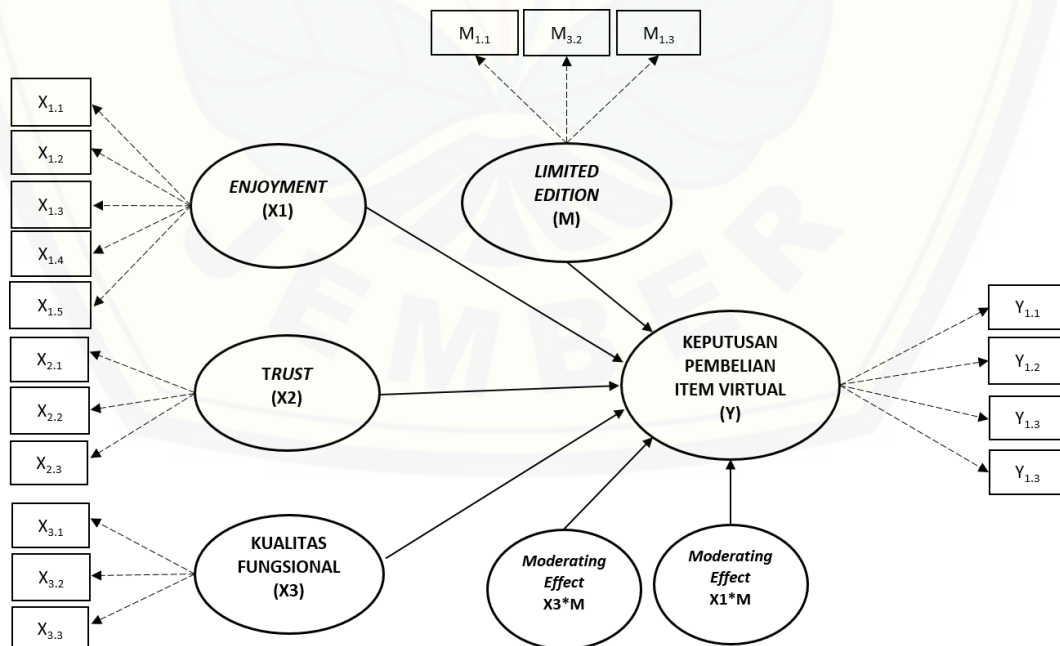 M1.1
M3.2
M1.3
X1.1
X1.2
X1.3
X1.4
X1.5
ENJOYMENT
(X1)
LIMITED
EDITION
(M)
X2.1
X2.2
X2.3
TRUST
(X2)
KEPUTUSAN
PEMBELIAN
ITEM VIRTUAL
(Y)
Y1.1
Y1.2
Y1.3
Y1.3
X3.1
X3.2
X3.3
KUALITAS
FUNGSIONAL
(X3)
Moderating
Effect
X3*M
Moderating
Effect
X1*M
JEMBER